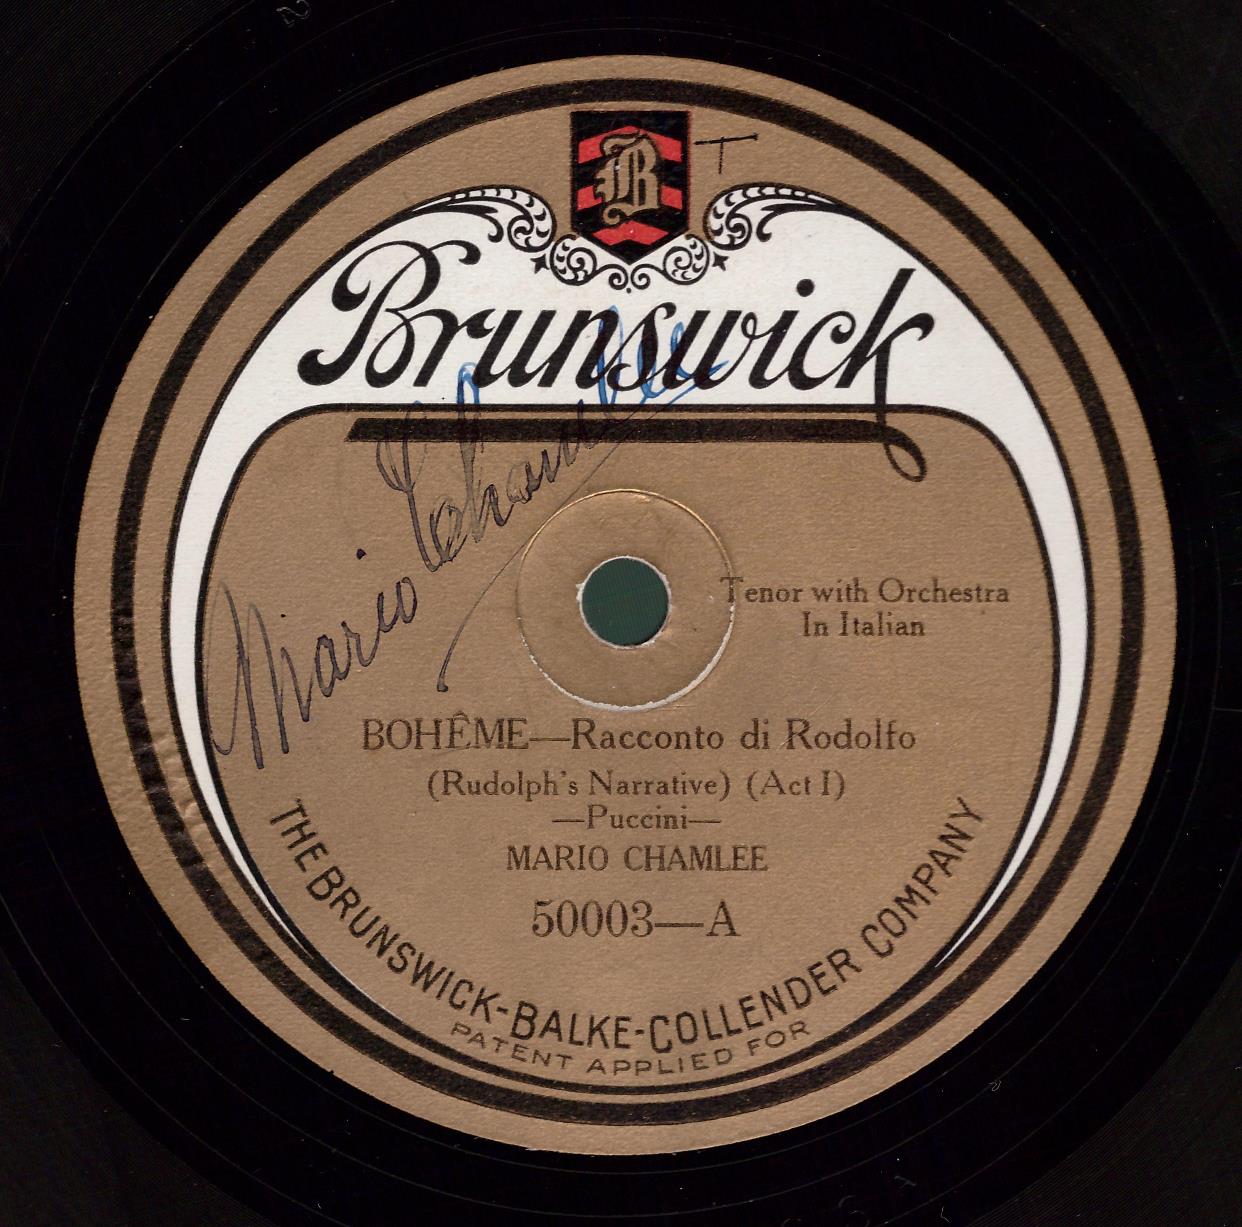 B
T
Brunswick
Mario Chamlee
Tenor with Orchestra
In Italian
BOHÊME—Racconto di Rodolfo
(Rudolph's Narrative) (Act I)
—Puccini—
MARIO CHAMLEE
50003—A
THE BRUNSWICK-BALKE-COLLENDER COMPANY
PATENT APPLIED FOR